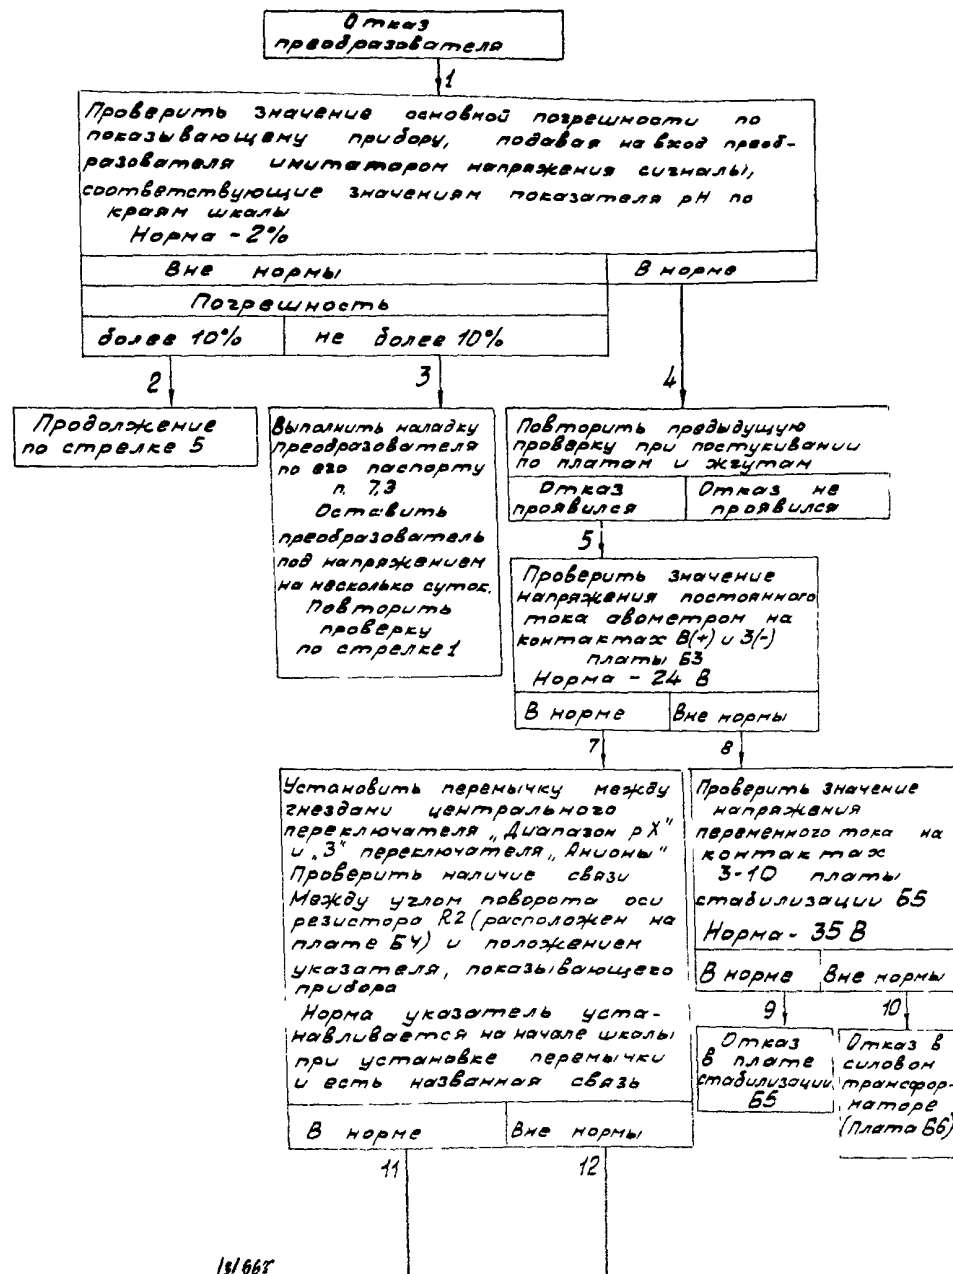 Отказ
преобразователя
1
Проверить значение основной погрешности по
показывающему прибору, подавая на вход преоб-
разователя имитатором напряжения сигналы,
соответствующие значениям показателя pH по
краям шкалы
Норма - 2%
Вне нормы
В норме
Погрешность
более 10%
не более 10%
2
3
4
Продолжение
по стрелке 5
Выполнить наладку
преобразователя
по его паспорту
п. 7.3
Оставить
преобразователь
под напряжением
на несколько суток.
Повторить
проверку
по стрелке 1
Повторить предыдущую
проверку при постукивании
по платам и жгутам
Отказ
проявился
Отказ не
проявился
5
Проверить значение
напряжения постоянного
тока авометром на
контактах В(+) и З(-)
платы Б3
Норма - 24 В
В норме
Вне нормы
7
8
Установить перемычку между
гнездами центрального
переключателя „Диапазон рХ"
и „З" переключателя „Анионы"
Проверить наличие связи
Между углом поворота оси
резистора R2 (расположен на
плате Б4) и положением
указателя, показывающего
прибора
Норма указатель уста-
навливается на начале шкалы
при установке перемычки
и есть названная связь
В норме
Вне нормы
11
12
Проверить значение
напряжения
переменного тока на
контактах
3-10 платы
стабилизации Б5
Норма - 35 В
В норме
Вне нормы
9
10
Отказ
в плате
стабилизации
Б5
Отказ в
силовом
трансфор-
маторе
(Плата Б6)